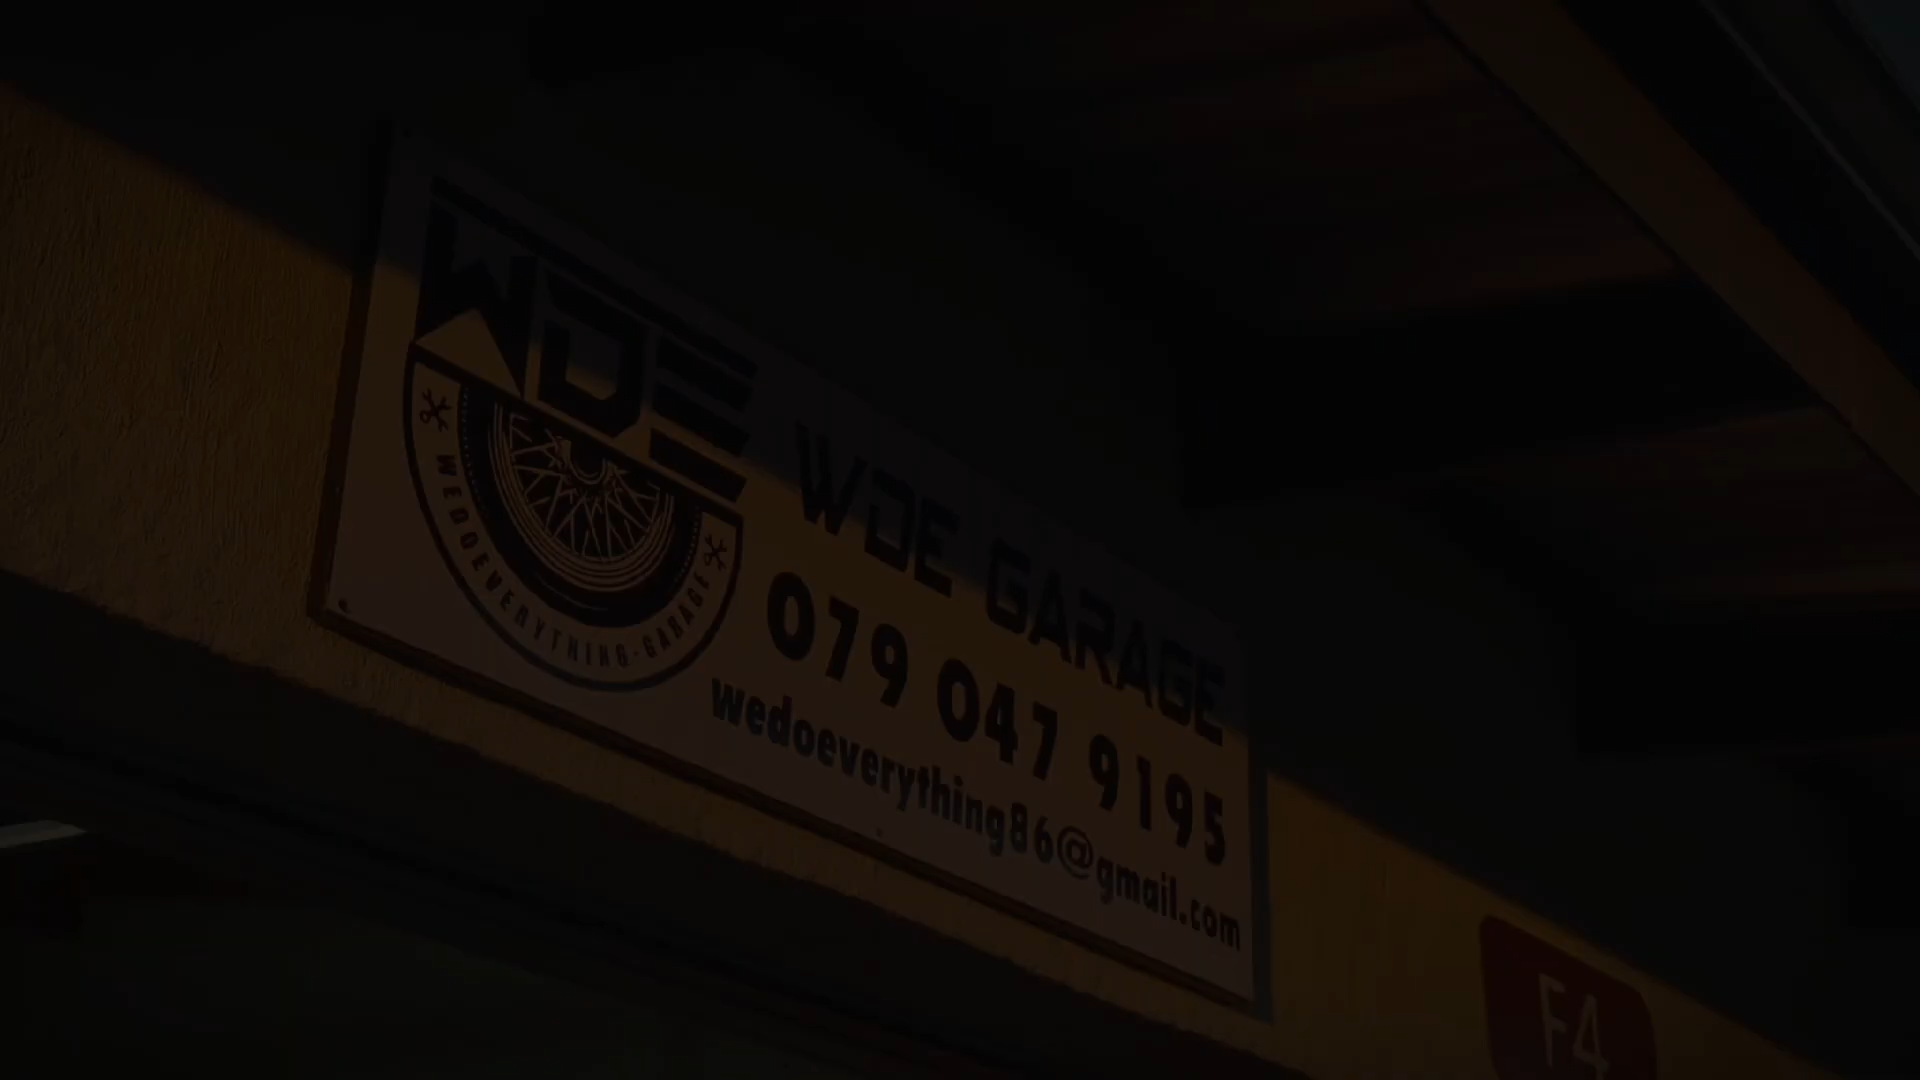 WDE
WEDOEVERYTHING-GARAGE
WDE GARAGE
079 047 9195
wedoeverything86@gmail.com
F4